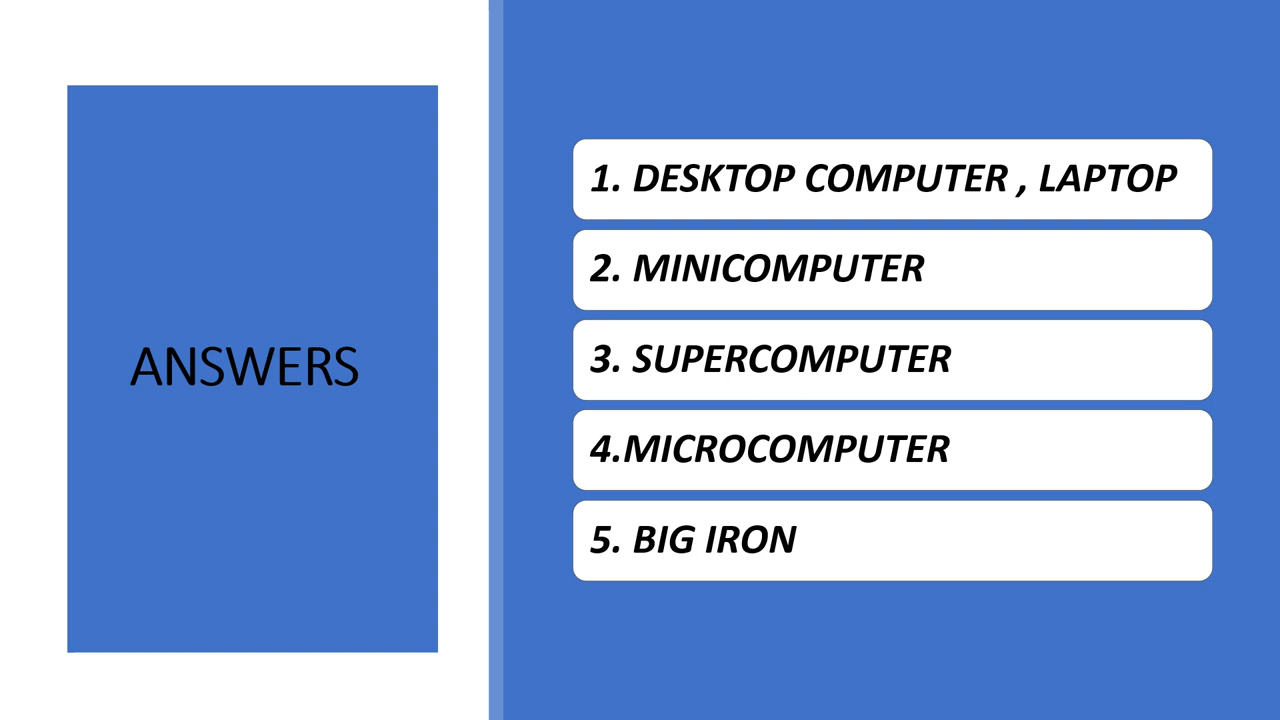 ANSWERS
1. DESKTOP COMPUTER , LAPTOP
2. MINICOMPUTER
3. SUPERCOMPUTER
4.MICROCOMPUTER
5. BIG IRON